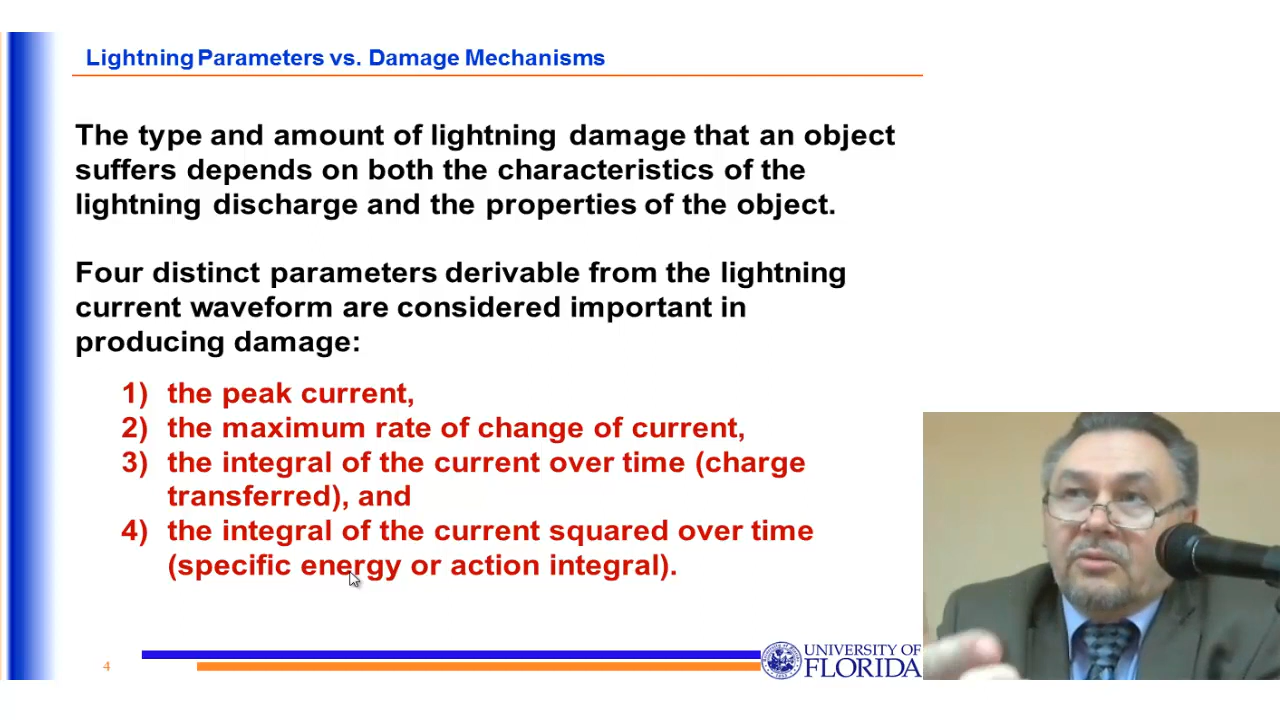 Lightning Parameters vs. Damage Mechanisms
The type and amount of lightning damage that an object
suffers depends on both the characteristics of the
lightning discharge and the properties of the object.
Four distinct parameters derivable from the lightning
current waveform are considered important in
producing damage:
1) the peak current,
2) the maximum rate of change of current,
3) the integral of the current over time (charge
transferred), and
4) the integral of the current squared over time
(specific energy or action integral).
4
UNIVERSITY OF
FLORIDA